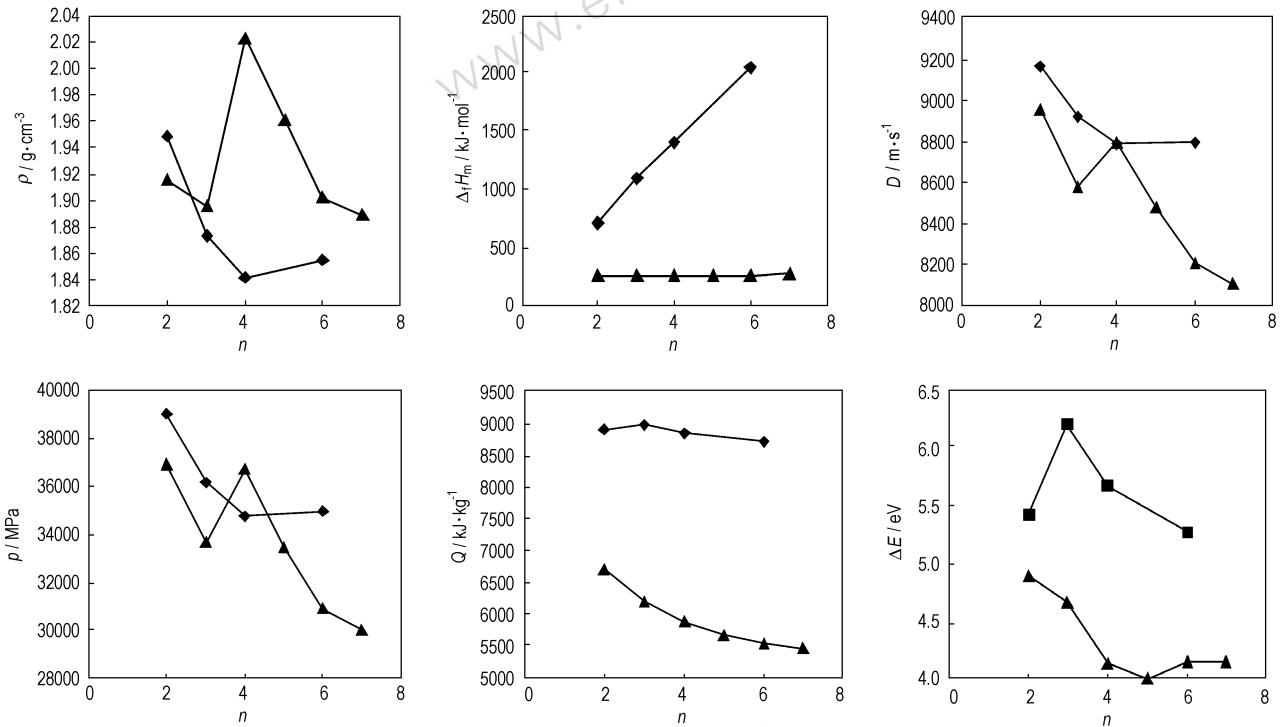 2.04
2.02
2.00
1.98
1.96
1.94
1.92
1.90
1.88
1.86
1.84
1.82
ρ / g·cm⁻³
0 2 4 6 8
n
2500
2000
1500
1000
500
0
ΔfHm / kJ·mol⁻¹
0 2 4 6 8
n
9400
9200
9000
8800
8600
8400
8200
8000
D / m·s⁻¹
0 2 4 6 8
n
40000
38000
36000
34000
32000
30000
28000
p / MPa
0 2 4 6 8
n
9500
9000
8500
8000
7500
7000
6500
6000
5500
5000
Q / kJ·kg⁻¹
0 2 4 6 8
n
6.5
6.0
5.5
5.0
4.5
4.0
ΔE / eV
0 2 4 6 8
n
www.